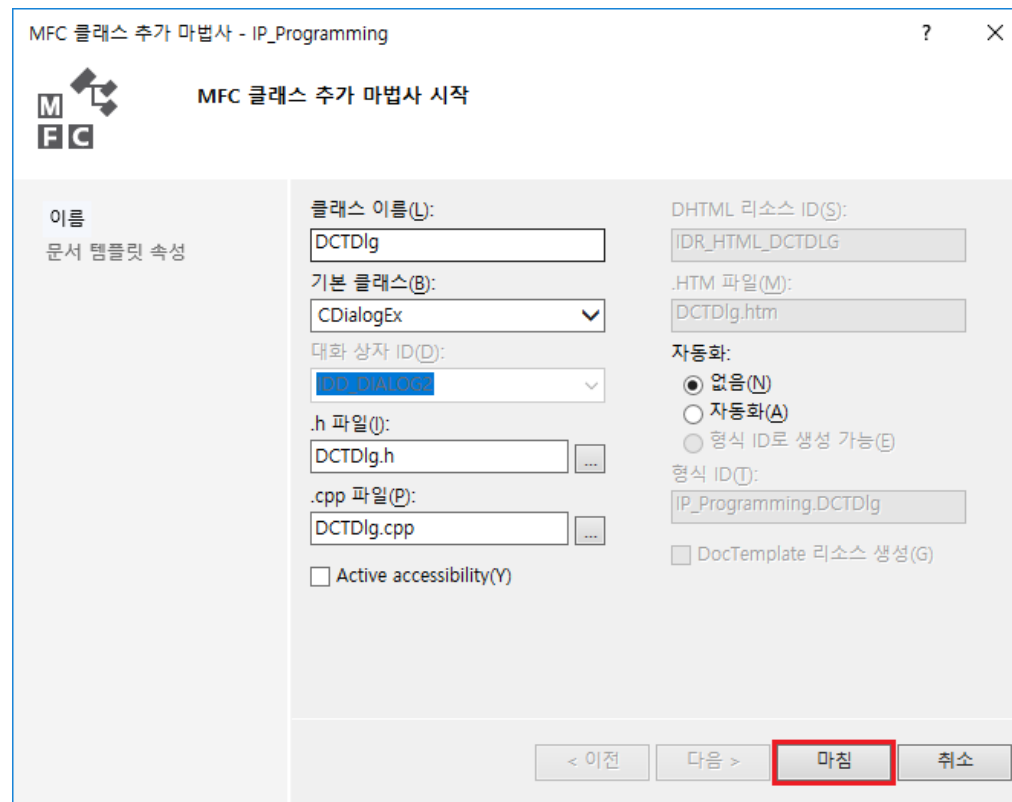 MFC 클래스 추가 마법사 - IP_Programming
?
MFC
MFC 클래스 추가 마법사 시작
이름
문서 템플릿 속성
클래스 이름(L):
DCTDlg
기본 클래스(B):
CDialogEx
대화 상자 ID(D):
IDD_DIALOG2
.h 파일(I):
DCTDlg.h
...
.cpp 파일(P):
DCTDlg.cpp
...
Active accessibility(Y)
DHTML 리소스 ID(S):
IDR_HTML_DCTDLG
.HTM 파일(M):
DCTDlg.htm
자동화:
없음(N)
자동화(A)
형식 ID로 생성 가능(E)
형식 ID(T):
IP_Programming.DCTDlg
DocTemplate 리소스 생성(G)
< 이전
다음 >
마침
취소